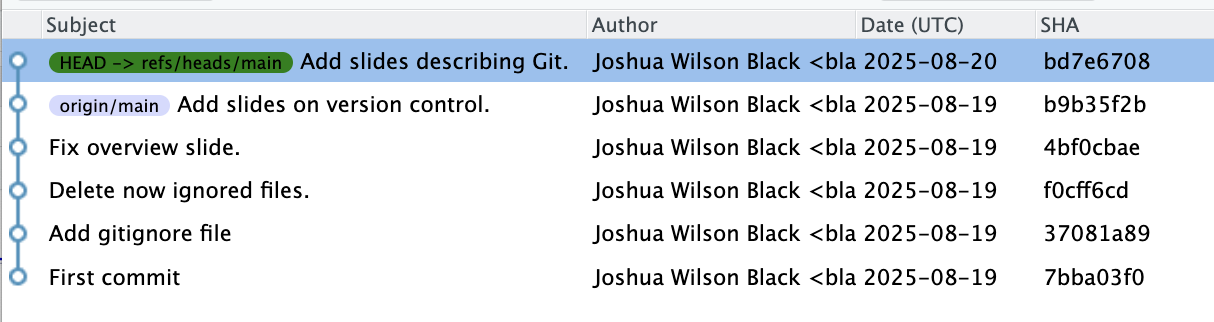 Subject Author Date (UTC) SHA
HEAD -> refs/heads/main Add slides describing Git. Joshua Wilson Black <bla 2025-08-20 bd7e6708
origin/main Add slides on version control. Joshua Wilson Black <bla 2025-08-19 b9b35f2b
Fix overview slide. Joshua Wilson Black <bla 2025-08-19 4bf0cbae
Delete now ignored files. Joshua Wilson Black <bla 2025-08-19 f0cff6cd
Add gitignore file Joshua Wilson Black <bla 2025-08-19 37081a89
First commit Joshua Wilson Black <bla 2025-08-19 7bba03f0